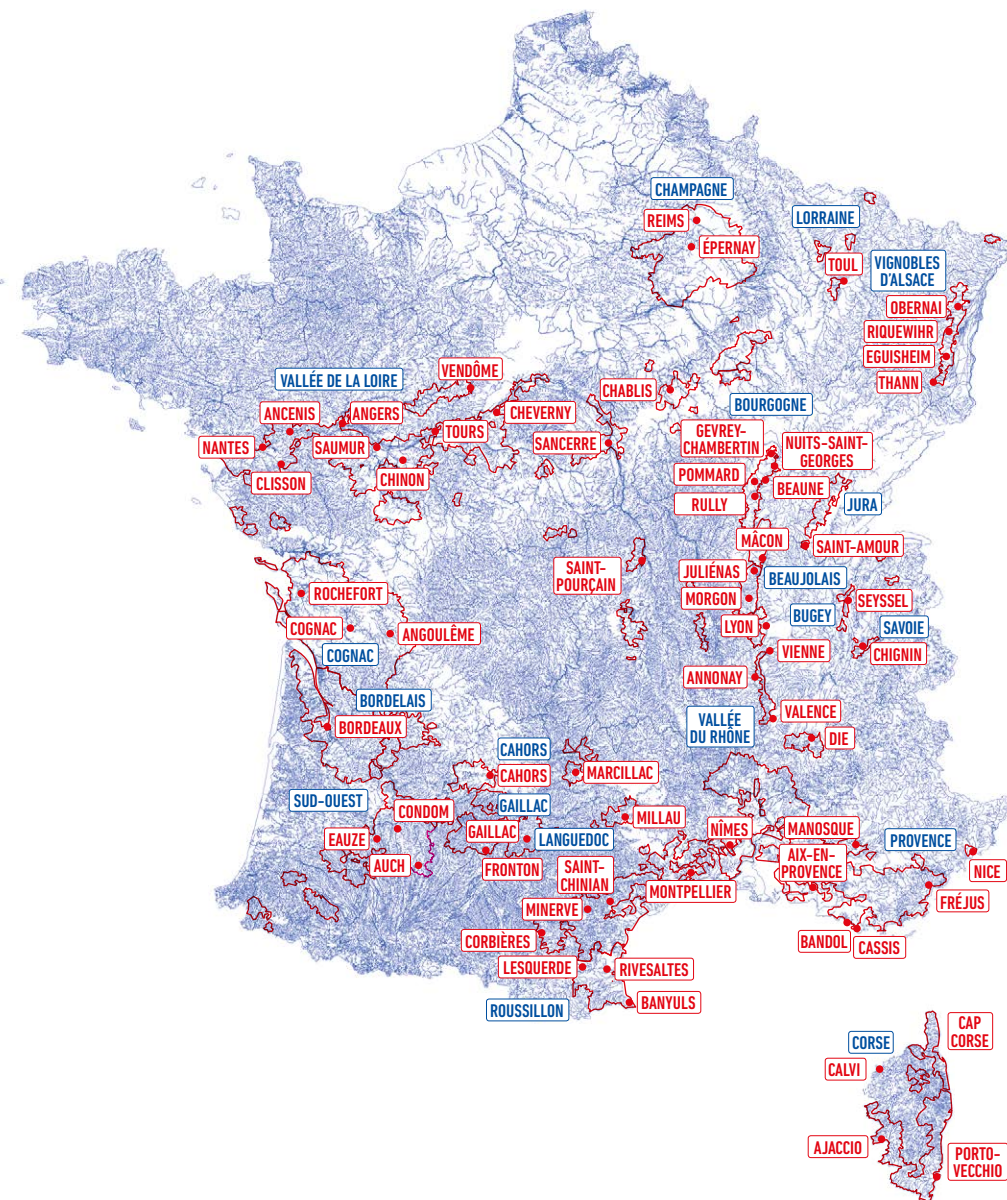 CHAMPAGNE
REIMS
ÉPERNAY
LORRAINE
TOUL
VIGNOBLES
D'ALSACE
OBERNAI
RIQUEWIHR
EGUISHEIM
THANN
VENDÔME
VALLÉE DE LA LOIRE
ANCENIS
ANGERS
CHEVERNY
CHABLIS
BOURGOGNE
NANTES
SAUMUR
TOURS
SANCERRE
CLISSON
CHINON
GEVREY-
CHAMBERTIN
NUITS-SAINT-
GEORGES
POMMARD
BEAUNE
RULLY
JURA
MÂCON
SAINT-AMOUR
SAINT-
POURÇAIN
JULIÉNAS
BEAUJOLAIS
MORGON
BUGEY
SEYSSEL
ROCHEFORT
COGNAC
ANGOULÊME
COGNAC
LYON
SAVOIE
CHIGNIN
VIENNE
ANNONAY
BORDELAIS
BORDEAUX
VALLÉE
DU RHÔNE
VALENCE
DIE
CAHORS
CAHORS
MARCILLAC
SUD-OUEST
CONDOM
GAILLAC
EAUZE
GAILLAC
LANGUEDOC
MILLAU
NÎMES
MANOSQUE
PROVENCE
AUCH
FRONTON
SAINT-
CHINIAN
MONTPELLIER
AIX-EN-
PROVENCE
NICE
FRÉJUS
MINERVE
CORBIÈRES
BANDOL
CASSIS
LESQUERDE
RIVESALTES
ROUSSILLON
BANYULS
CAP
CORSE
CORSE
CALVI
AJACCIO
PORTO-
VECCHIO